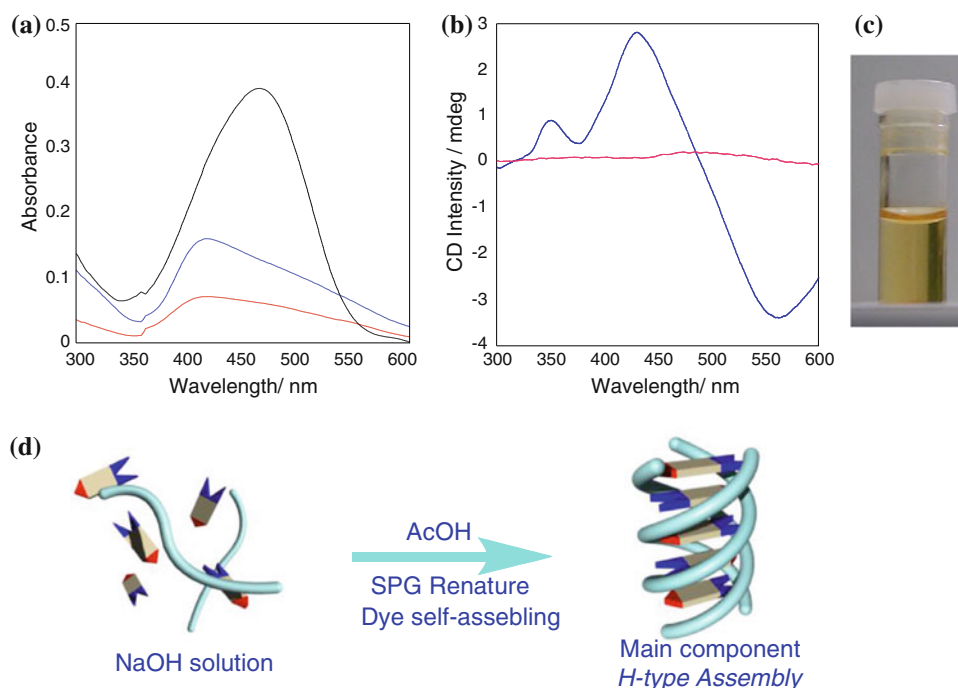 (a)
0.5
0.4
0.3
0.2
0.1
0
Absorbance
300 350 400 450 500 550 600
Wavelength/ nm
(b)
3
2
1
0
-1
-2
-3
-4
CD Intensity / mdeg
300 350 400 450 500 550 600
Wavelength/ nm
(c)
(d)
NaOH solution
AcOH
SPG Renature
Dye self-assebling
Main component
H-type Assembly